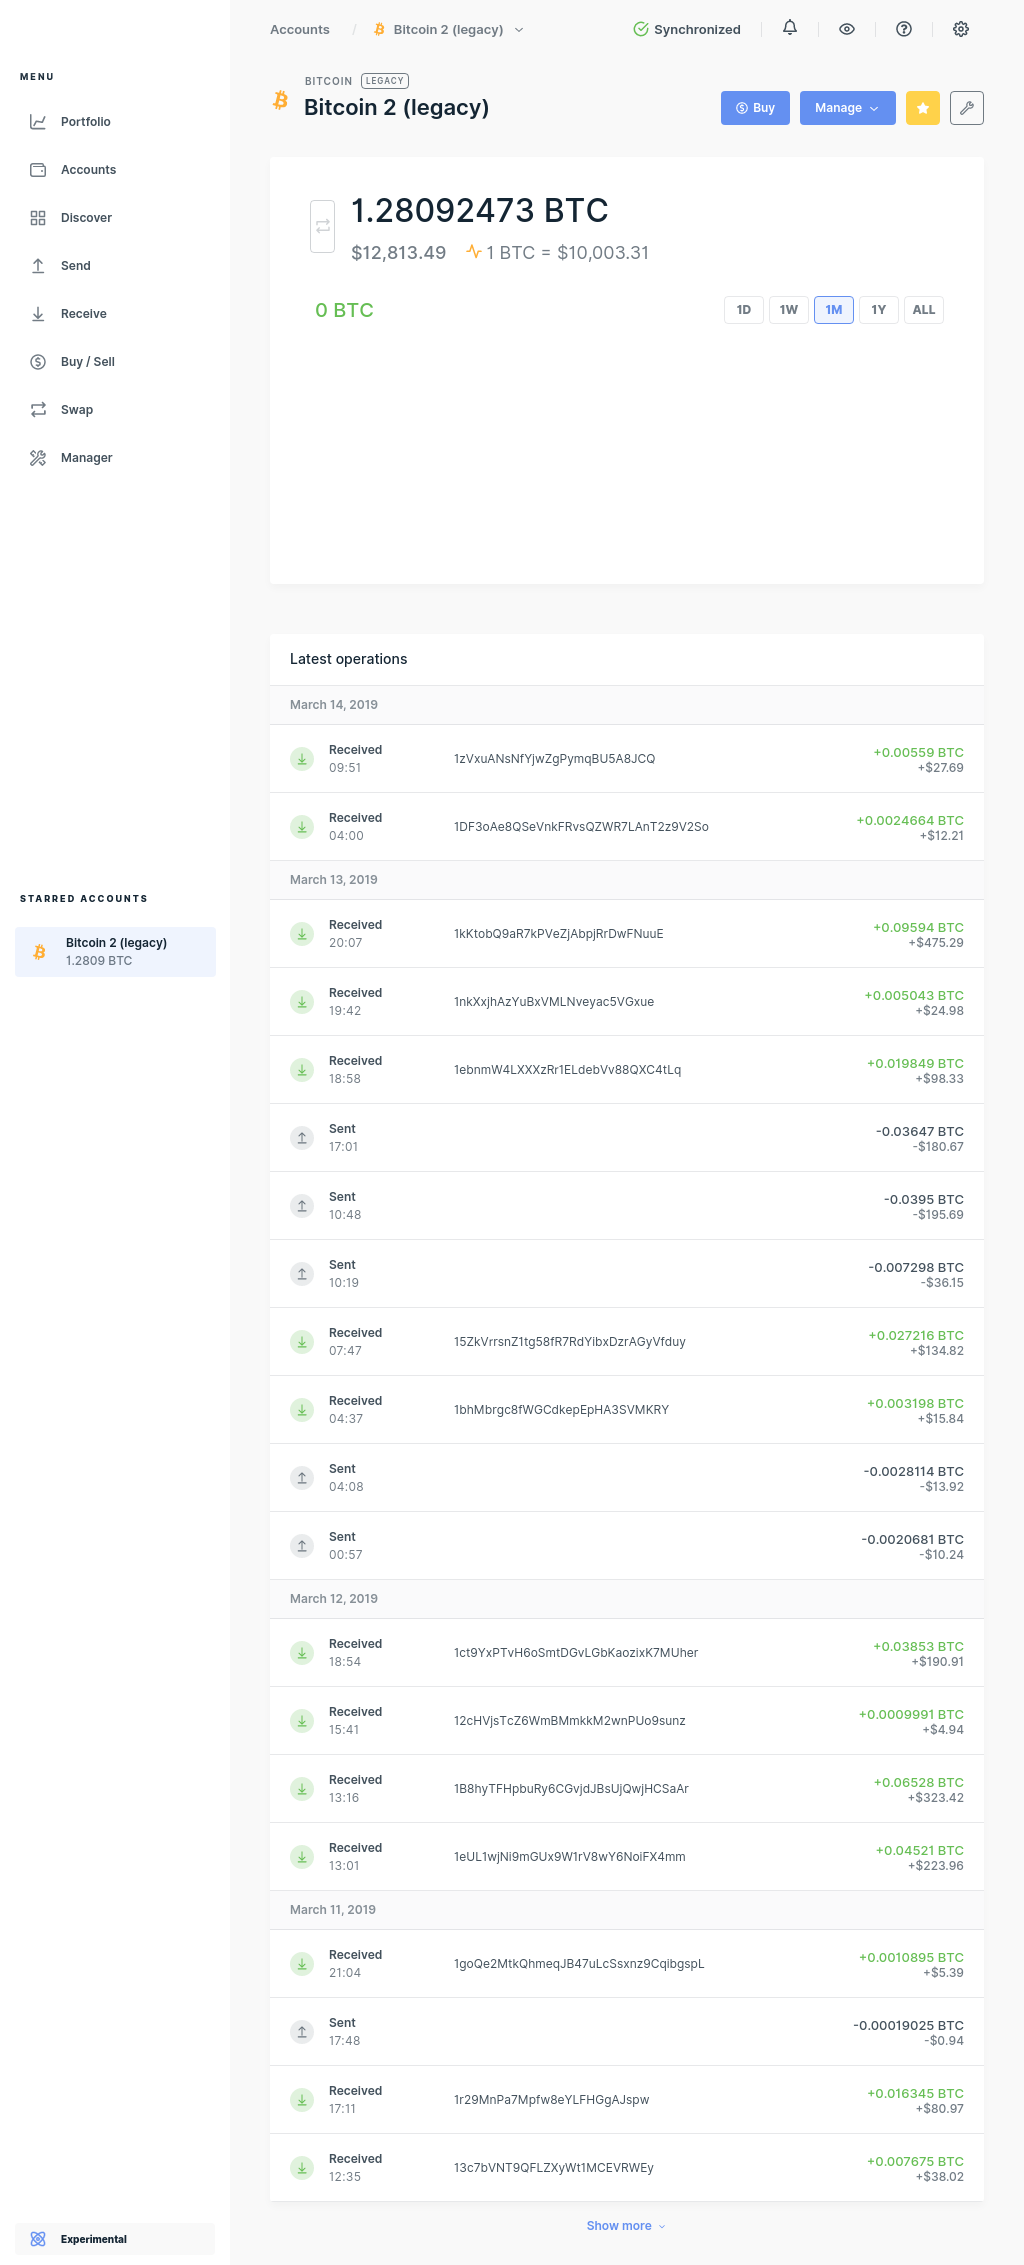 Accounts / Bitcoin 2 (legacy) Synchronized
MENU
Portfolio
Accounts
Discover
Send
Receive
Buy / Sell
Swap
Manager
STARRED ACCOUNTS
Bitcoin 2 (legacy)
1.2809 BTC
Experimental
BITCOIN LEGACY
Bitcoin 2 (legacy)
Buy Manage
1.28092473 BTC
$12,813.49 1 BTC = $10,003.31
0 BTC 1D 1W 1M 1Y ALL
Latest operations
March 14, 2019
Received 1zVxuANsNfYjwZgPymqBU5A8JCQ +0.00559 BTC
09:51 +$27.69
Received 1DF3oAe8QSeVnkFRvsQZWR7LAnT2z9V2So +0.0024664 BTC
04:00 +$12.21
March 13, 2019
Received 1kKtobQ9aR7kPVeZjAbpjRrDwFNuuE +0.09594 BTC
20:07 +$475.29
Received 1nkXxjhAzYuBxVMLNveyac5VGxue +0.005043 BTC
19:42 +$24.98
Received 1ebnmW4LXXXzRr1ELdebVv88QXC4tLq +0.019849 BTC
18:58 +$98.33
Sent -0.03647 BTC
17:01 -$180.67
Sent -0.0395 BTC
10:48 -$195.69
Sent -0.007298 BTC
10:19 -$36.15
Received 15ZkVrrsnZ1tg58fR7RdYibxDzrAGyVfduy +0.027216 BTC
07:47 +$134.82
Received 1bhMbrgc8fWGCdkepEpHA3SVMKRY +0.003198 BTC
04:37 +$15.84
Sent -0.0028114 BTC
04:08 -$13.92
Sent -0.0020681 BTC
00:57 -$10.24
March 12, 2019
Received 1ct9YxPTvH6oSmtDGvLGbKaozixK7MUher +0.03853 BTC
18:54 +$190.91
Received 12cHVjsTcZ6WmBMmkkM2wnPUo9sunz +0.0009991 BTC
15:41 +$4.94
Received 1B8hyTFHpbuRy6CGvjdJBsUjQwjHCSaAr +0.06528 BTC
13:16 +$323.42
Received 1eUL1wjNi9mGUx9W1rV8wY6NoiFX4mm +0.04521 BTC
13:01 +$223.96
March 11, 2019
Received 1goQe2MtkQhmeqJB47uLcSsxnz9CqibgspL +0.0010895 BTC
21:04 +$5.39
Sent -0.00019025 BTC
17:48 -$0.94
Received 1r29MnPa7Mpfw8eYLFHGgAJspw +0.016345 BTC
17:11 +$80.97
Received 13c7bVNT9QFLZXyWt1MCEVRWEy +0.007675 BTC
12:35 +$38.02
Show more